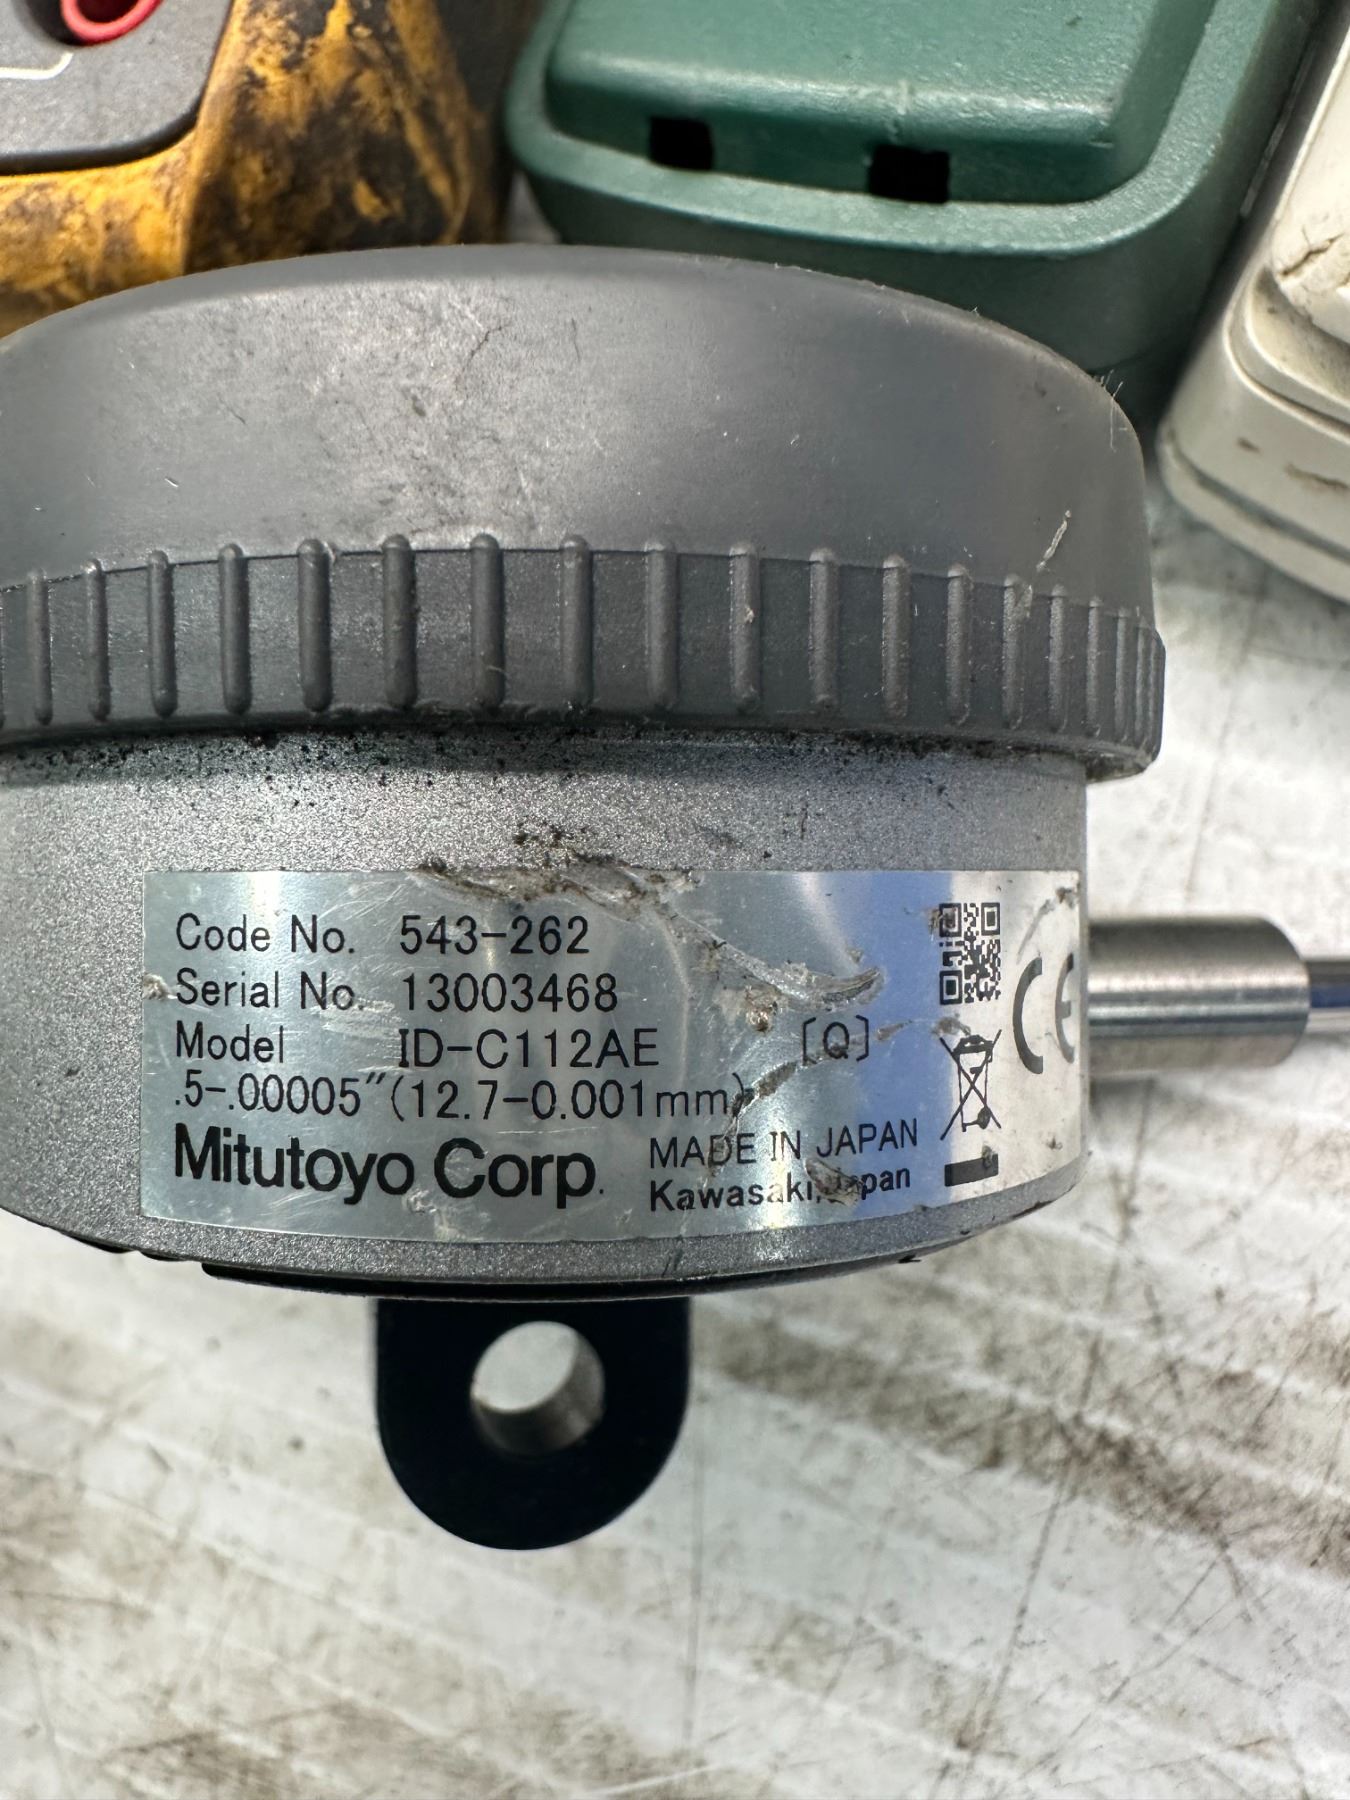 Code No. 543-262
Serial No. 13003468
Model ID-C112AE [Q]
.5-.00005"(12.7-0.001mm)
Mitutoyo Corp.
MADE IN JAPAN
Kawasaki, Japan
CE